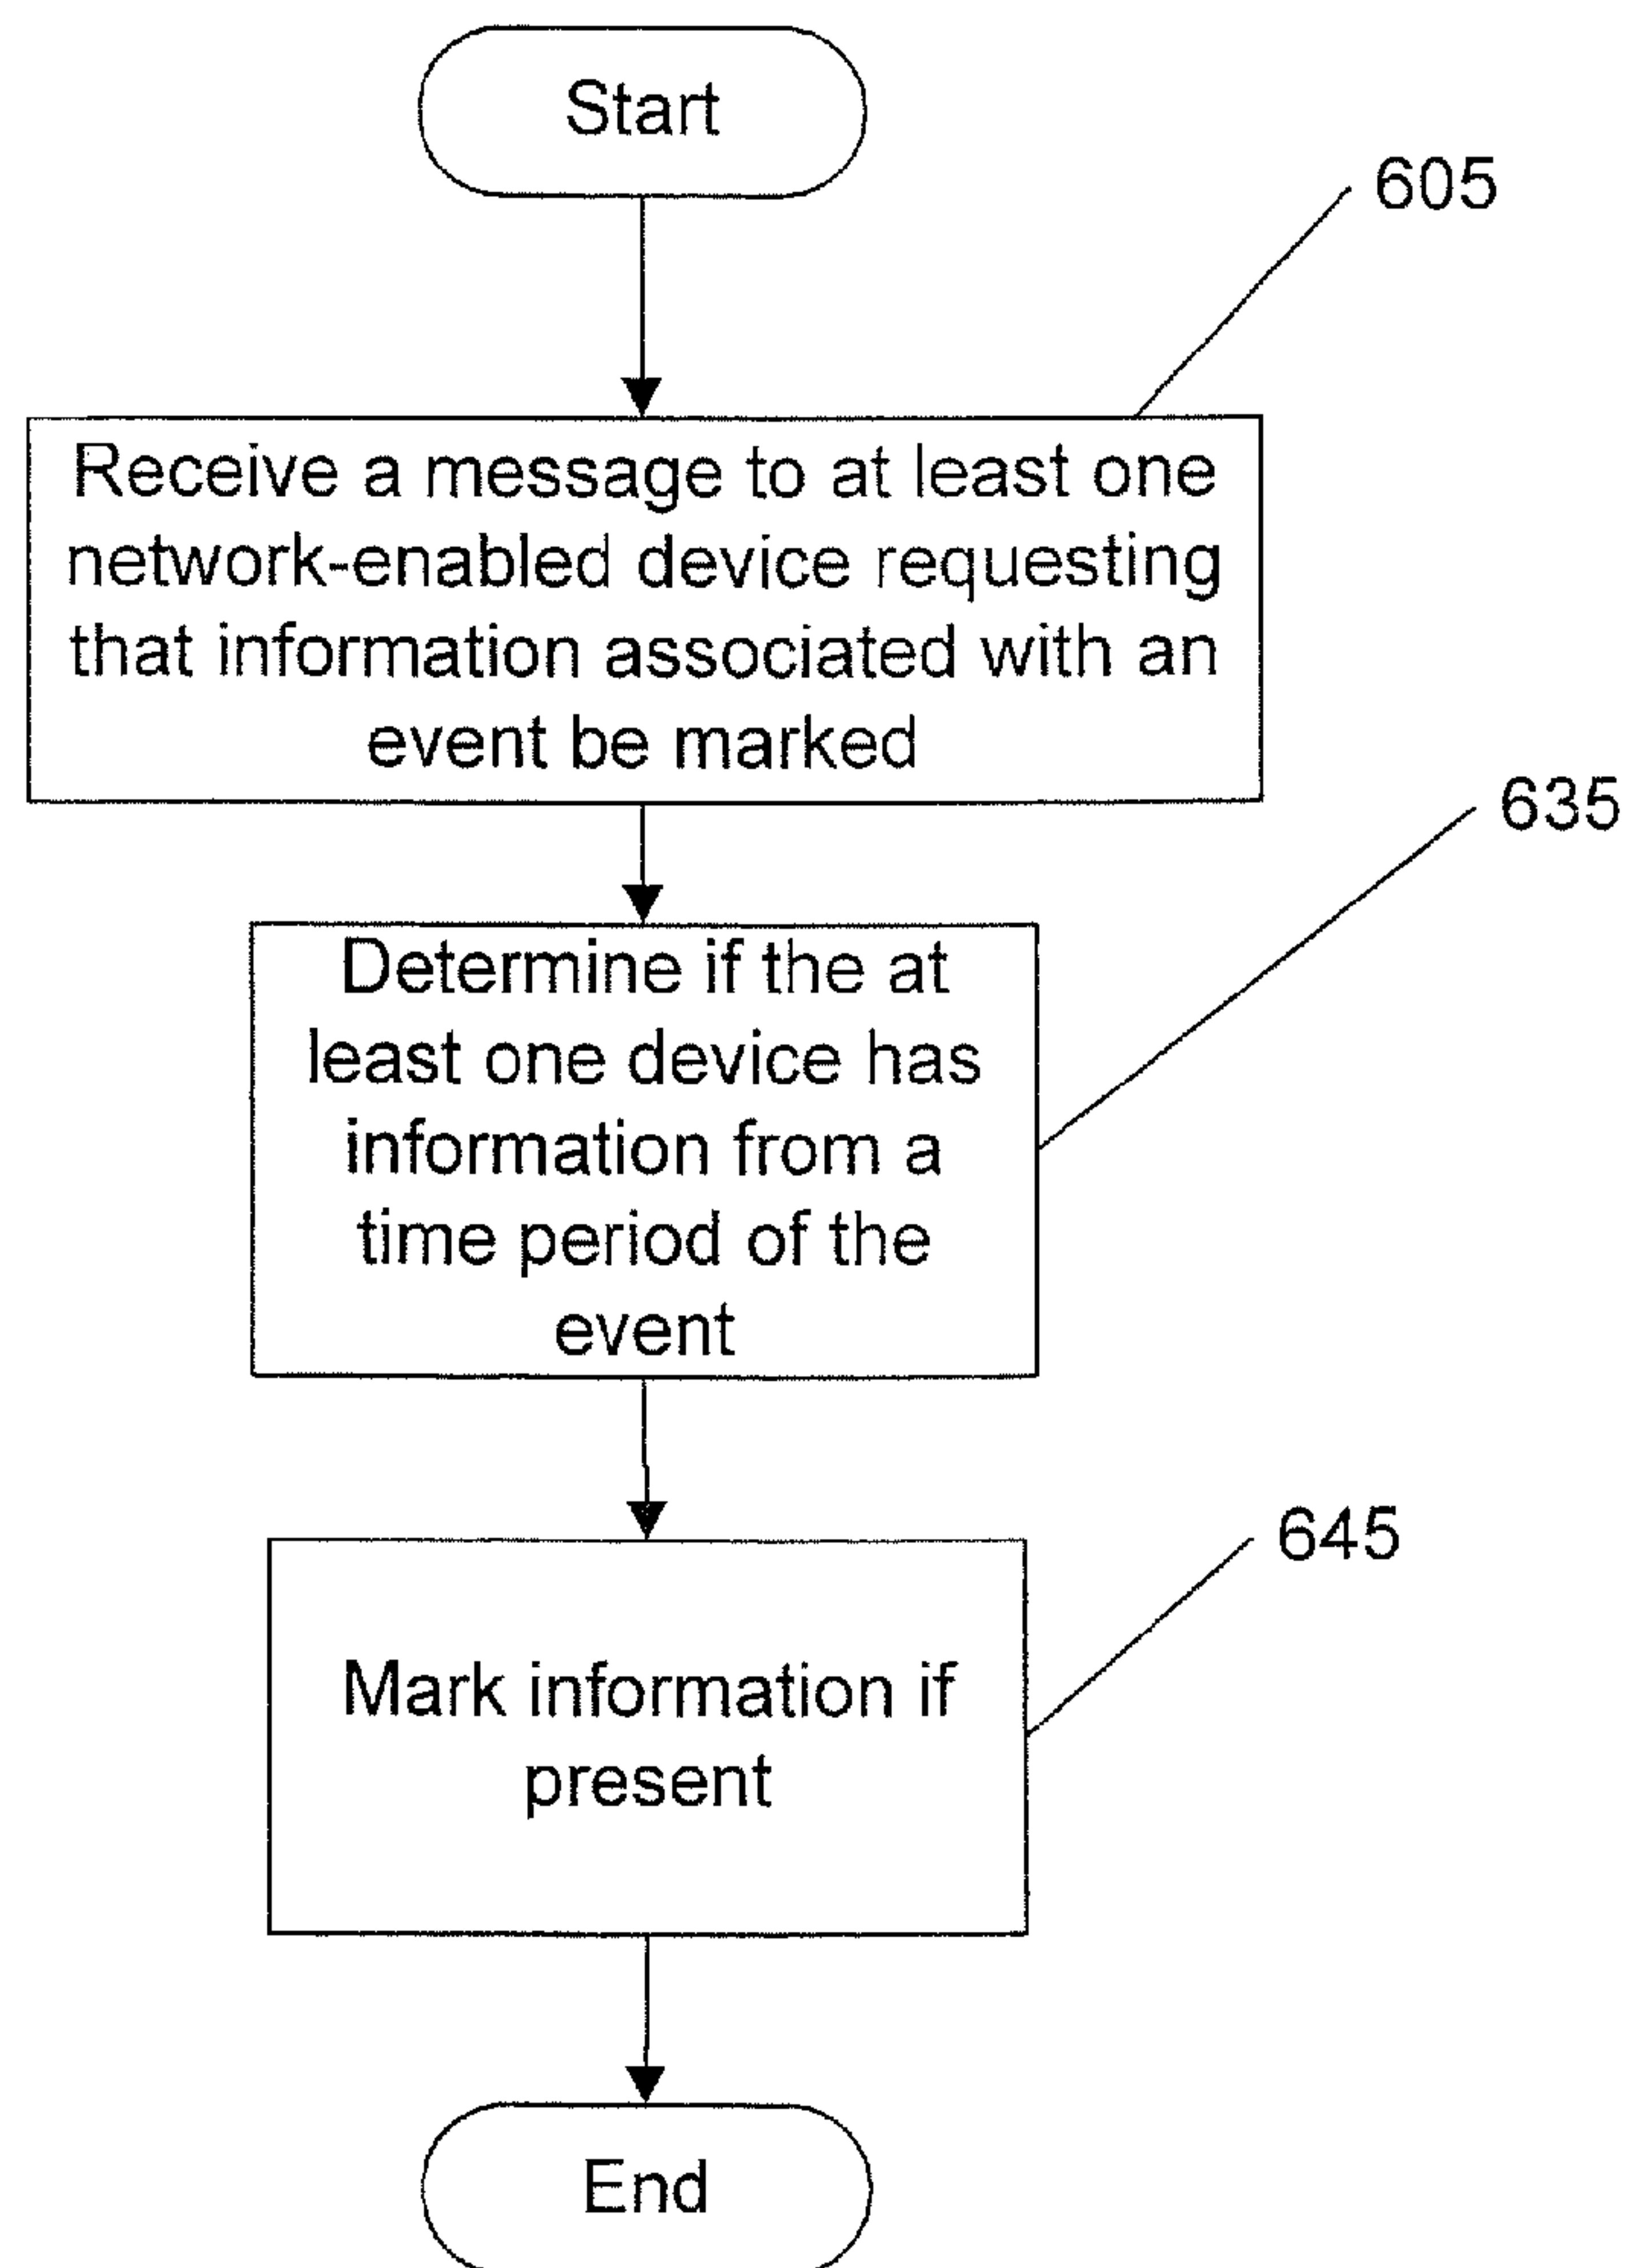 Start
605
Receive a message to at least one
network-enabled device requesting
that information associated with an
event be marked
635
Determine if the at
least one device has
information from a
time period of the
event
645
Mark information if
present
End